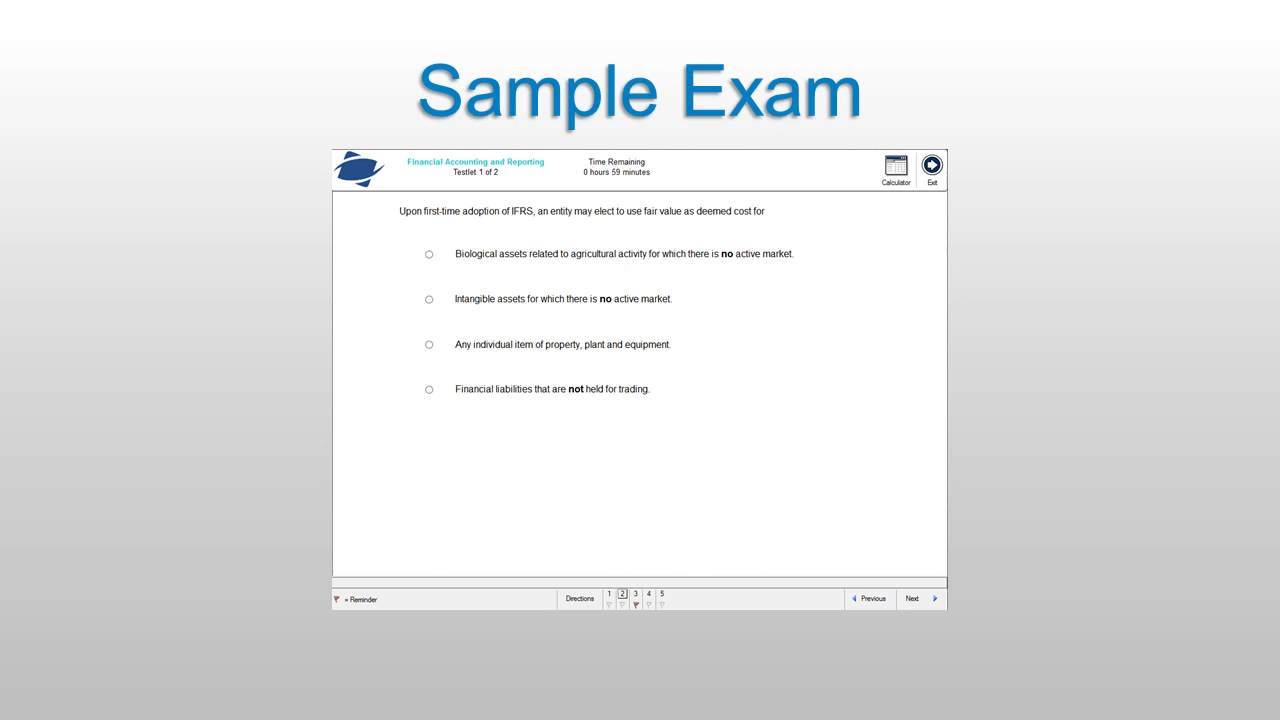 Sample Exam
Financial Accounting and Reporting
Testlet 1 of 2
Time Remaining
0 hours 59 minutes
Calculator
Exit
Upon first-time adoption of IFRS, an entity may elect to use fair value as deemed cost for
Biological assets related to agricultural activity for which there is no active market.
Intangible assets for which there is no active market.
Any individual item of property, plant and equipment.
Financial liabilities that are not held for trading.
= Reminder
Directions
1 2 3 4 5
Previous
Next